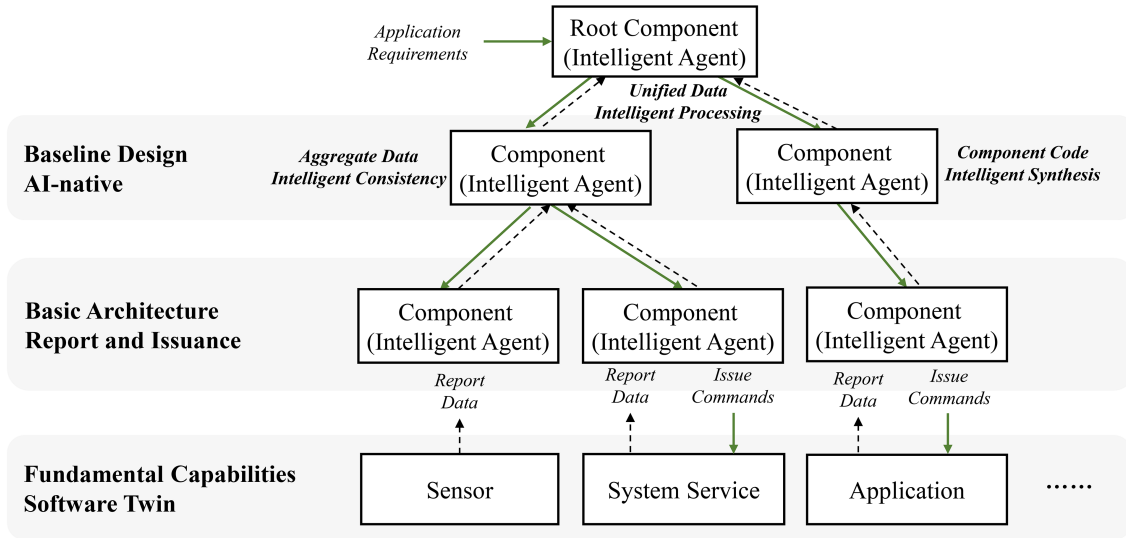 Application
Requirements
Root Component
(Intelligent Agent)
Unified Data
Intelligent Processing
Baseline Design
AI-native
Aggregate Data
Intelligent Consistency
Component
(Intelligent Agent)
Component
(Intelligent Agent)
Component Code
Intelligent Synthesis
Basic Architecture
Report and Issuance
Component
(Intelligent Agent)
Component
(Intelligent Agent)
Component
(Intelligent Agent)
Report
Data
Report
Data
Issue
Commands
Report
Data
Issue
Commands
Fundamental Capabilities
Software Twin
Sensor
System Service
Application
……